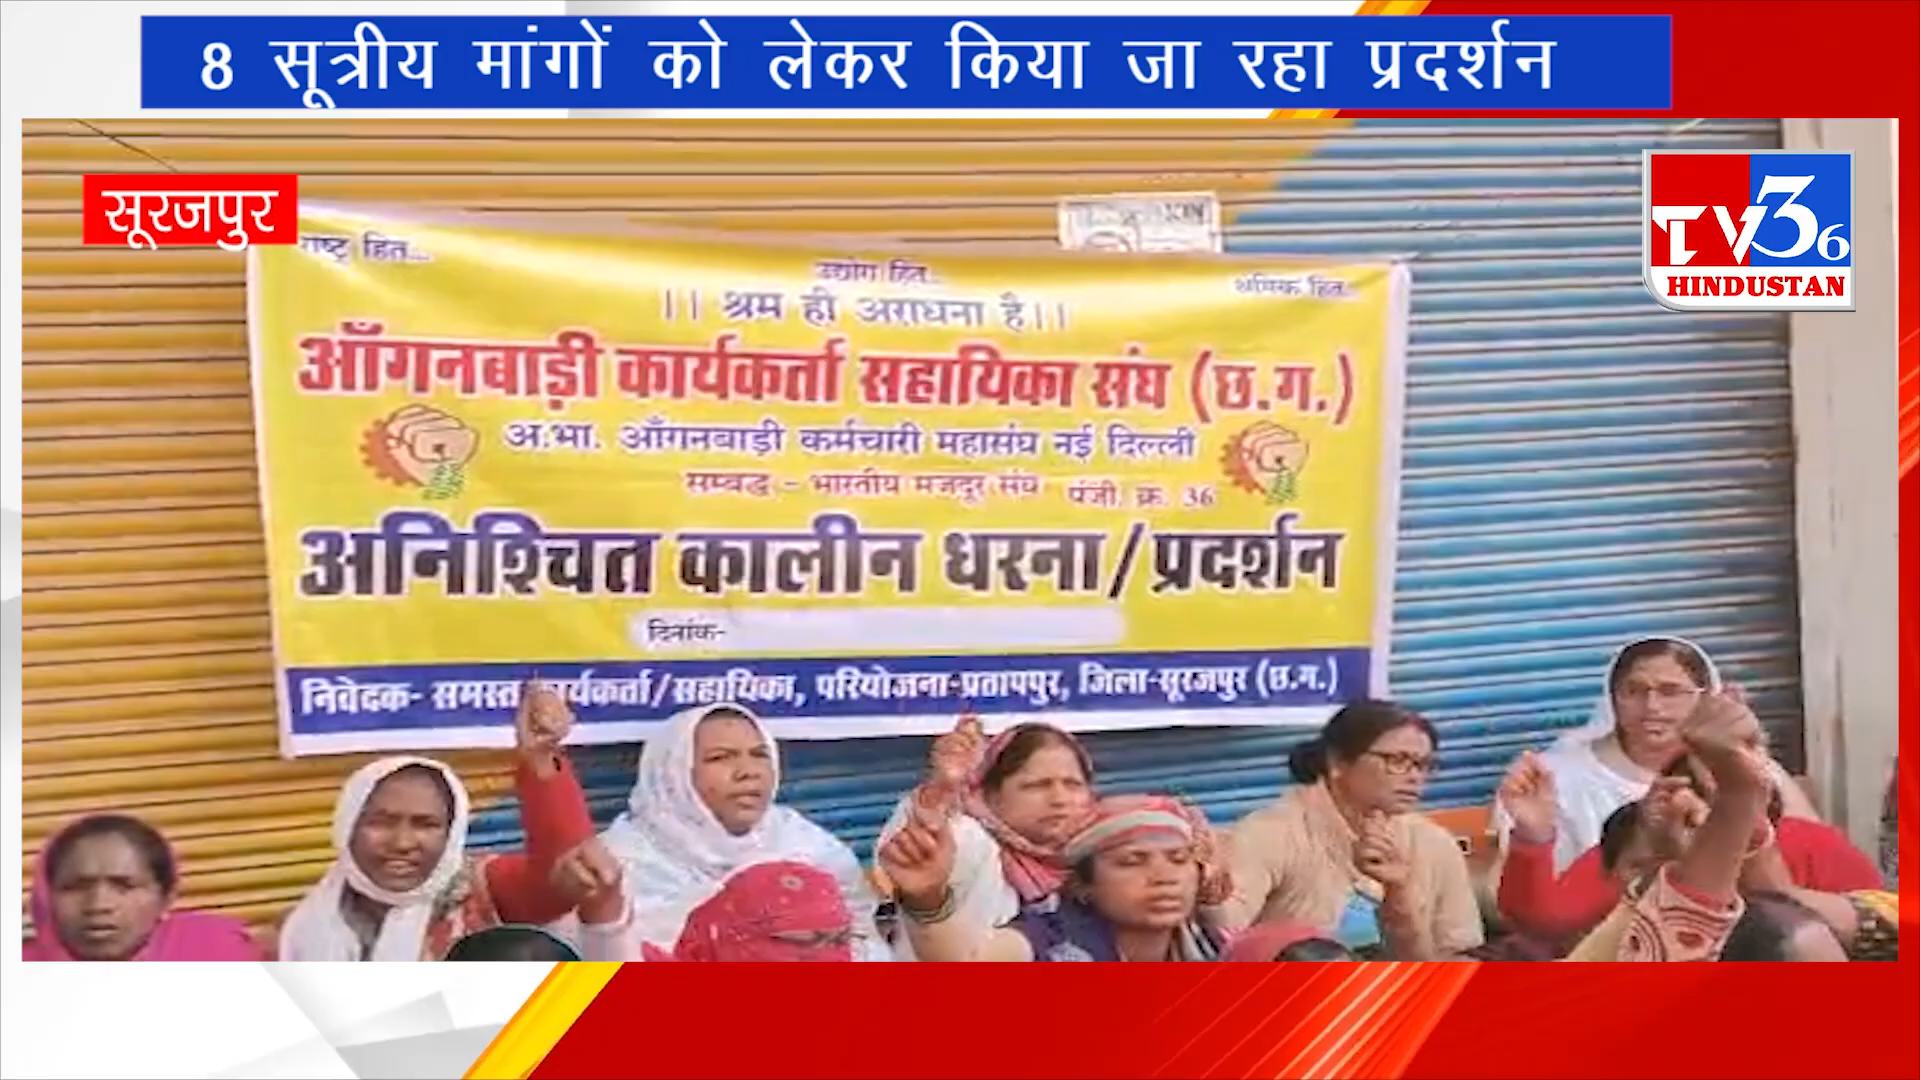 8 सूत्रीय मांगों को लेकर किया जा रहा प्रदर्शन
सूरजपुर
TV36
HINDUSTAN
हित...
उद्योग हित...
श्रमिक हित...
|| श्रम ही अराधना है||
आँगनबाड़ी कार्यकर्ता सहायिका संघ (छ.ग.)
अ.भा. आँगनबाड़ी कर्मचारी महासंघ नई दिल्ली
सम्बद्ध - भारतीय मजदूर संघ पंजी. क्र. 36
अनिश्चित कालीन धरना/प्रदर्शन
दिनांक-
निवेदक- समस्त कार्यकर्ता/सहायिका, परियोजना-प्रतापपुर, जिला-सूरजपुर (छ.ग.)